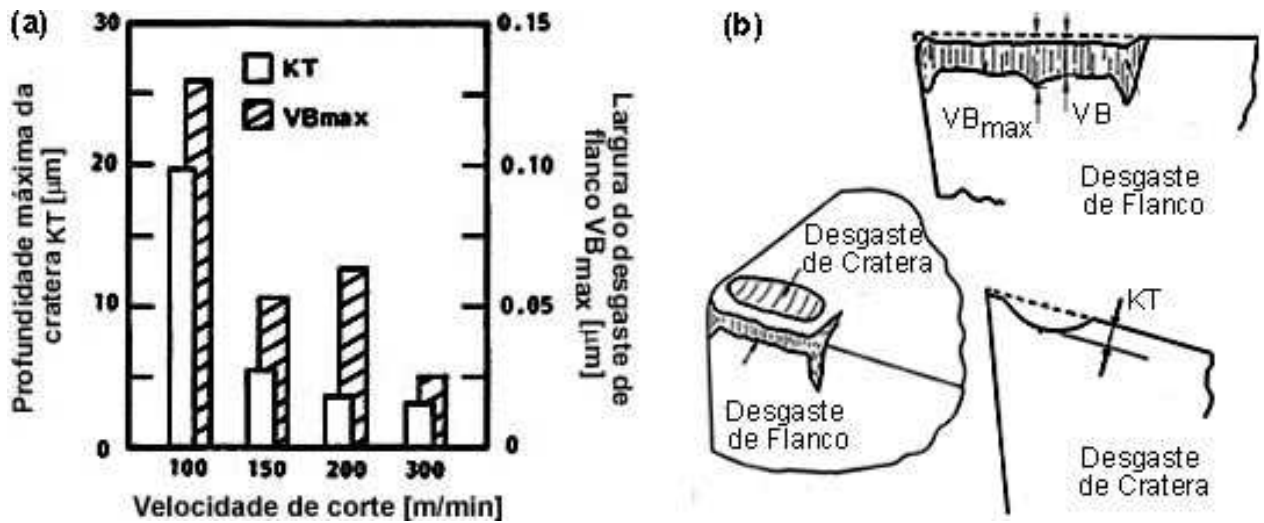 (a)
30
20
10
0
Profundidade máxima da
cratera KT [µm]
KT
VBmax
0.15
0.10
0.05
0
Largura do desgaste de
flanco VBmax [µm]
100 150 200 300
Velocidade de corte [m/min]
(b)
VBmax
VB
Desgaste
de Flanco
Desgaste
de Cratera
Desgaste
de Flanco
KT
Desgaste
de Cratera